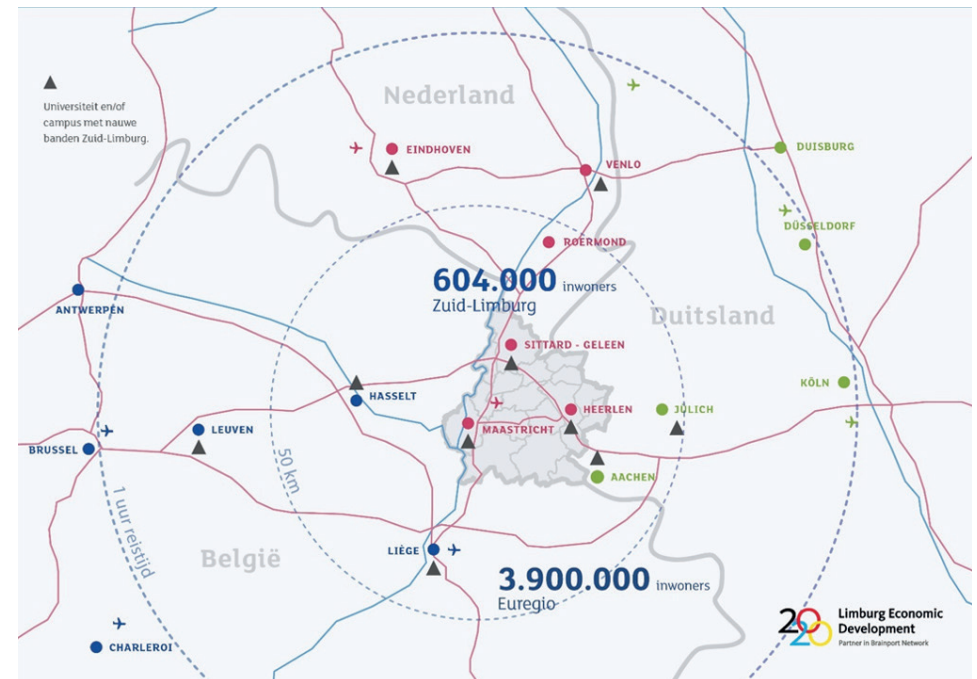 Nederland
Universiteit en/of
campus met nauwe
banden Zuid-Limburg.
EINDHOVEN
VENLO
DUISBURG
DÜSSELDORF
ROERMOND
604.000 inwoners
Zuid-Limburg
ANTWERPEN
Duitsland
SITTARD - GELEEN
KÖLN
HASSELT
HEERLEN
JÜLICH
LEUVEN
MAASTRICHT
BRUSSEL
50 km
AACHEN
1 uur reistijd
België
LIÈGE
3.900.000 inwoners
Euregio
CHARLEROI
2020
Limburg Economic
Development
Partner in Brainport Network